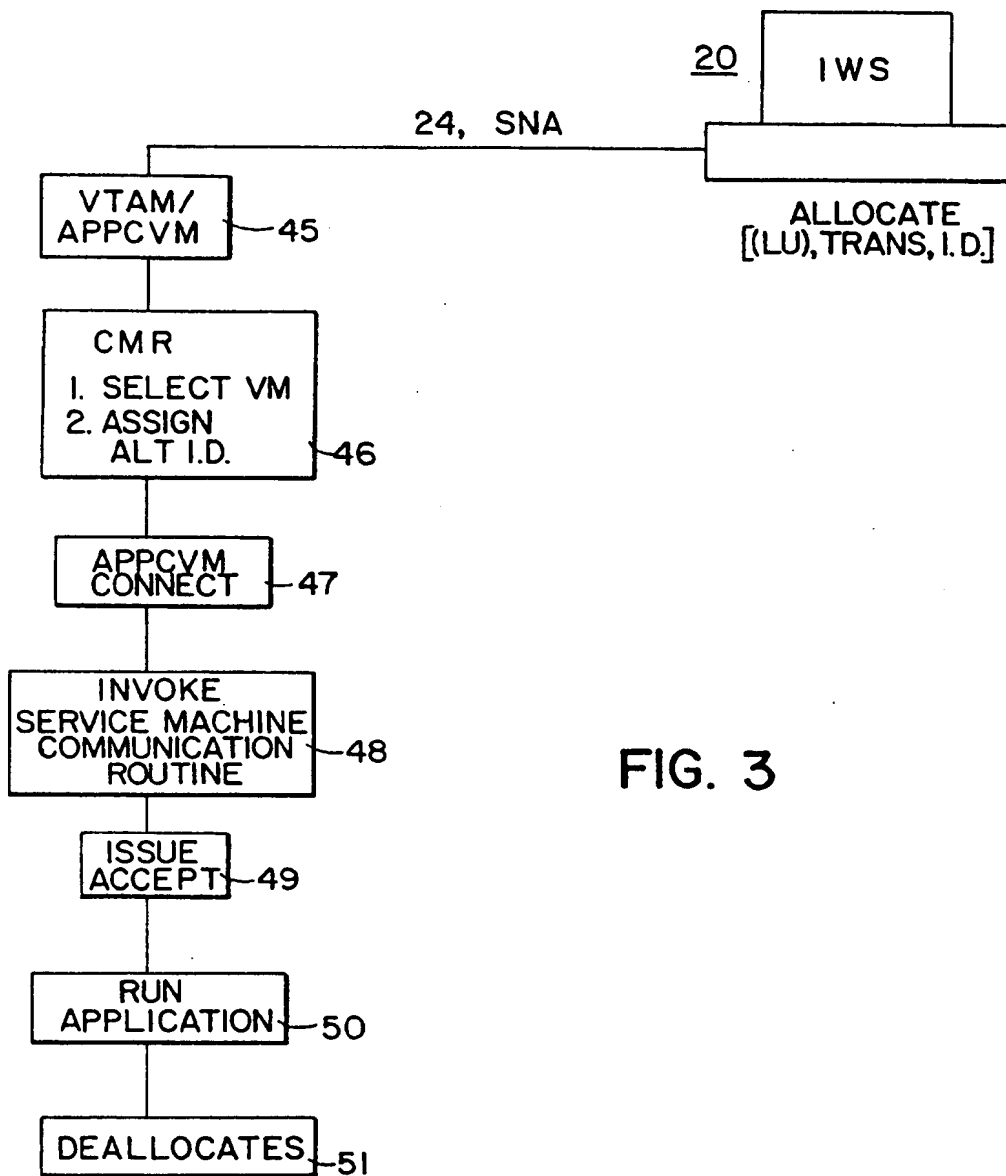 20
IWS
24, SNA
ALLOCATE
[(LU), TRANS, I.D.]
VTAM/
APPCVM
45
CMR
1. SELECT VM
2. ASSIGN
ALT I.D.
46
APPCVM
CONNECT
47
INVOKE
SERVICE MACHINE
COMMUNICATION
ROUTINE
48
ISSUE
ACCEPT
49
RUN
APPLICATION
50
DEALLOCATES
51
FIG. 3